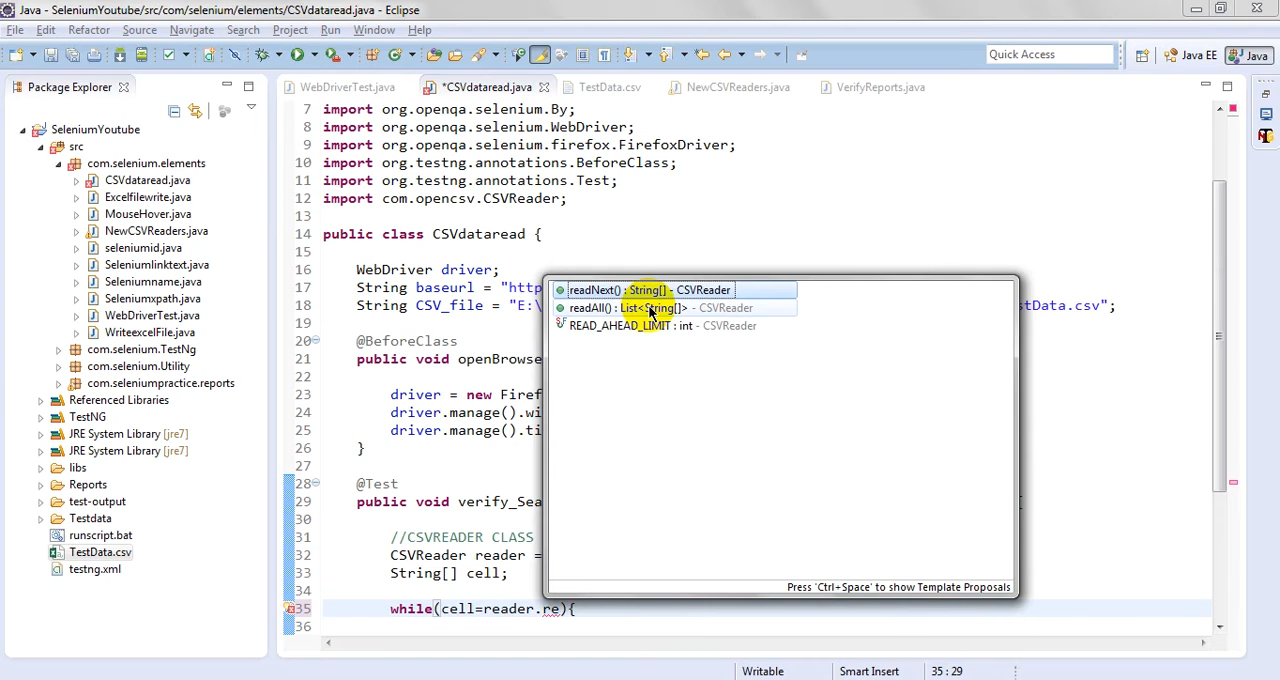 Java - SeleniumYoutube/src/com/selenium/elements/CSVdataread.java - Eclipse
File Edit Refactor Source Navigate Search Project Run Window Help
Quick Access
Java EE
Java
Package Explorer
WebDriverTest.java
*CSVdataread.java
TestData.csv
NewCSVReaders.java
VerifyReports.java
SeleniumYoutube
src
com.selenium.elements
CSVdataread.java
Excelfilewrite.java
MouseHover.java
NewCSVReaders.java
seleniumid.java
Seleniumlinktext.java
Seleniumname.java
Seleniumxpath.java
WebDriverTest.java
WriteexcelFile.java
com.selenium.TestNg
com.selenium.Utility
com.seleniumpractice.reports
Referenced Libraries
TestNG
JRE System Library [jre7]
JRE System Library [jre7]
libs
Reports
test-output
Testdata
runscript.bat
TestData.csv
testng.xml
7 import org.openqa.selenium.By;
8 import org.openqa.selenium.WebDriver;
9 import org.openqa.selenium.firefox.FirefoxDriver;
10 import org.testng.annotations.BeforeClass;
11 import org.testng.annotations.Test;
12 import com.opencsv.CSVReader;
13
14 public class CSVdataread {
15
16 WebDriver driver;
17 String baseurl = "htt
18 String CSV_file = "E:\ stData.csv";
19
20 @BeforeClass
21 public void openBrowse
22
23 driver = new Firef
24 driver.manage().wi
25 driver.manage().ti
26 }
27
28 @Test
29 public void verify_Sea
30
31 //CSVREADER CLASS
32 CSVReader reader =
33 String[] cell;
34
35 while(cell=reader.re){
36
readNext() : String[] - CSVReader
readAll() : List<String[]> - CSVReader
READ_AHEAD_LIMIT : int - CSVReader
Press 'Ctrl+Space' to show Template Proposals
Writable
Smart Insert
35 : 29